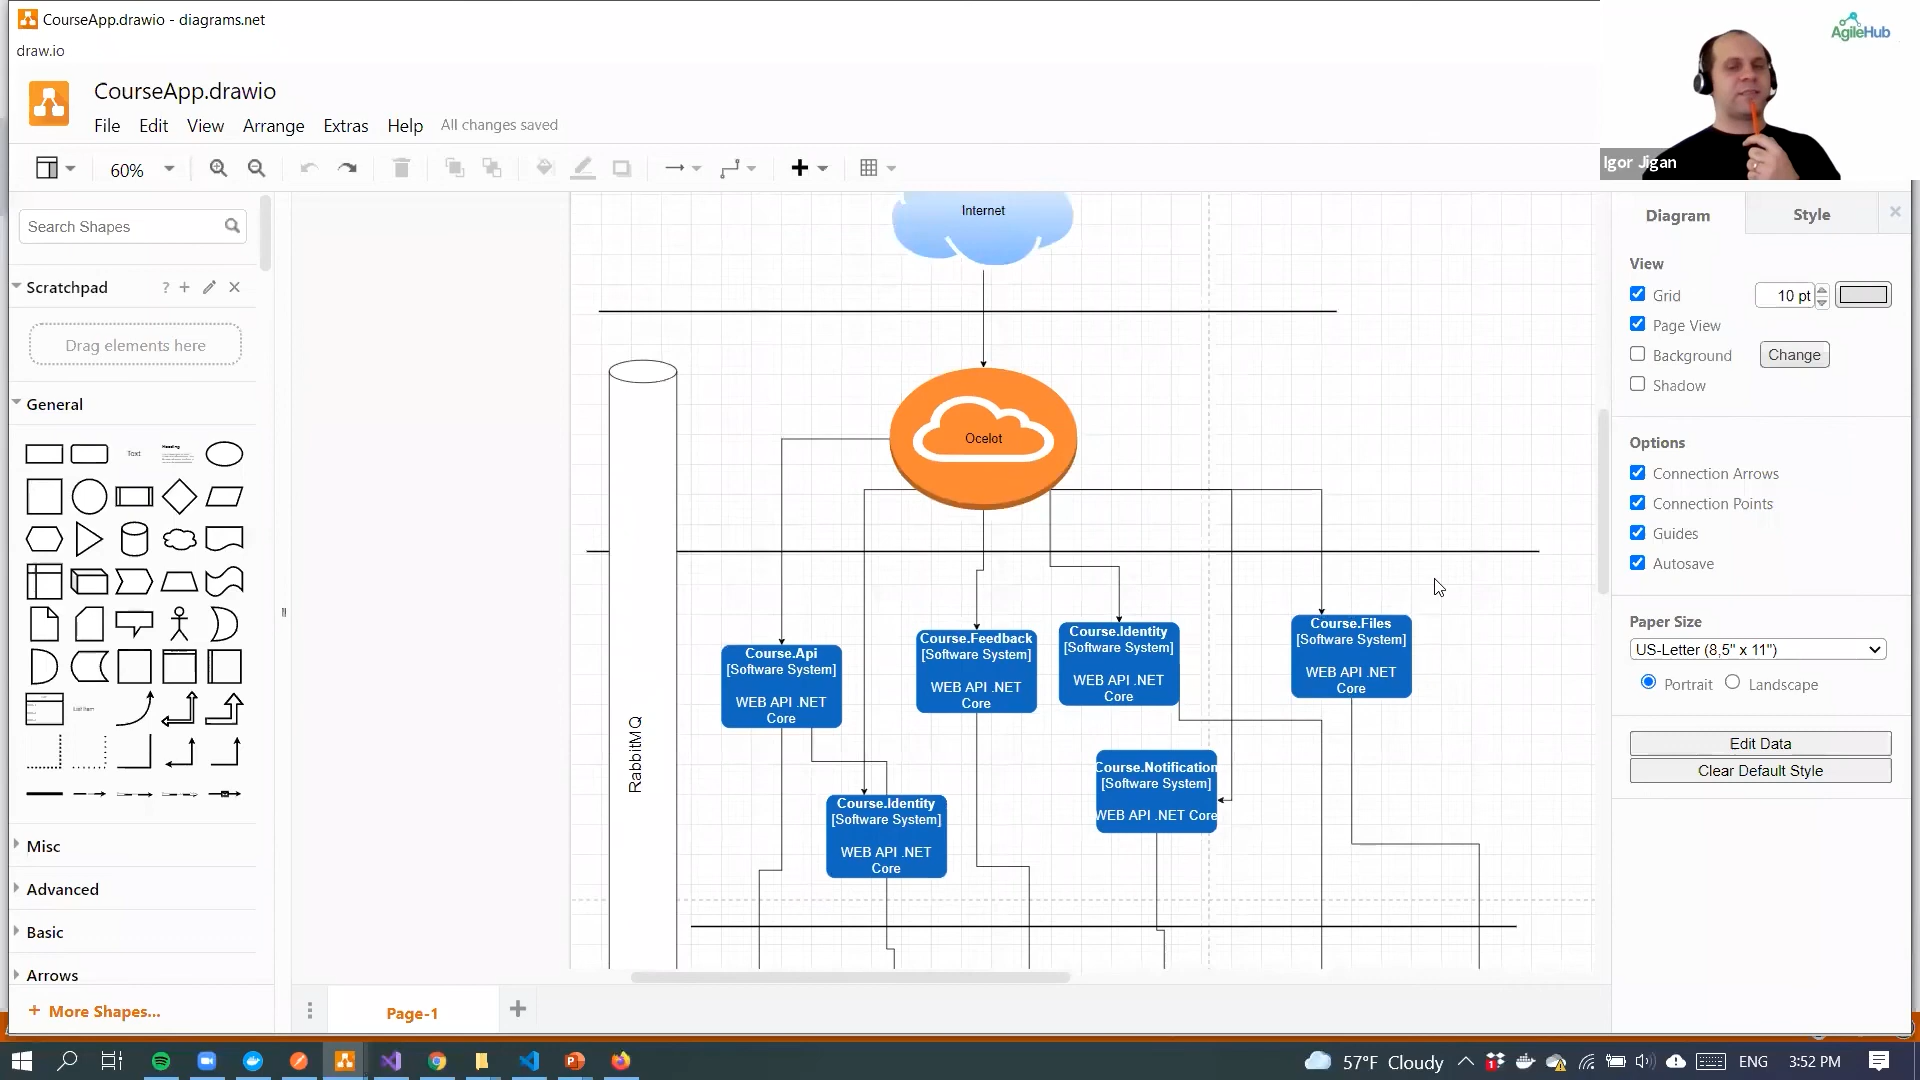 CourseApp.drawio - diagrams.net
draw.io
CourseApp.drawio
File Edit View Arrange Extras Help All changes saved
60%
AgileHub
Igor Jigan
Search Shapes
Scratchpad
?
Drag elements here
General
Text
Heading
List Item
Misc
Advanced
Basic
Arrows
+ More Shapes...
Internet
Ocelot
RabbitMQ
Course.Api
[Software System]
WEB API .NET
Core
Course.Feedback
[Software System]
WEB API .NET
Core
Course.Identity
[Software System]
WEB API .NET
Core
Course.Files
[Software System]
WEB API .NET
Core
Course.Identity
[Software System]
WEB API .NET
Core
Course.Notification
[Software System]
WEB API .NET Core
Page-1
Diagram Style
View
Grid 10 pt
Page View
Background Change
Shadow
Options
Connection Arrows
Connection Points
Guides
Autosave
Paper Size
US-Letter (8,5" x 11")
Portrait Landscape
Edit Data
Clear Default Style
57°F Cloudy ENG 3:52 PM